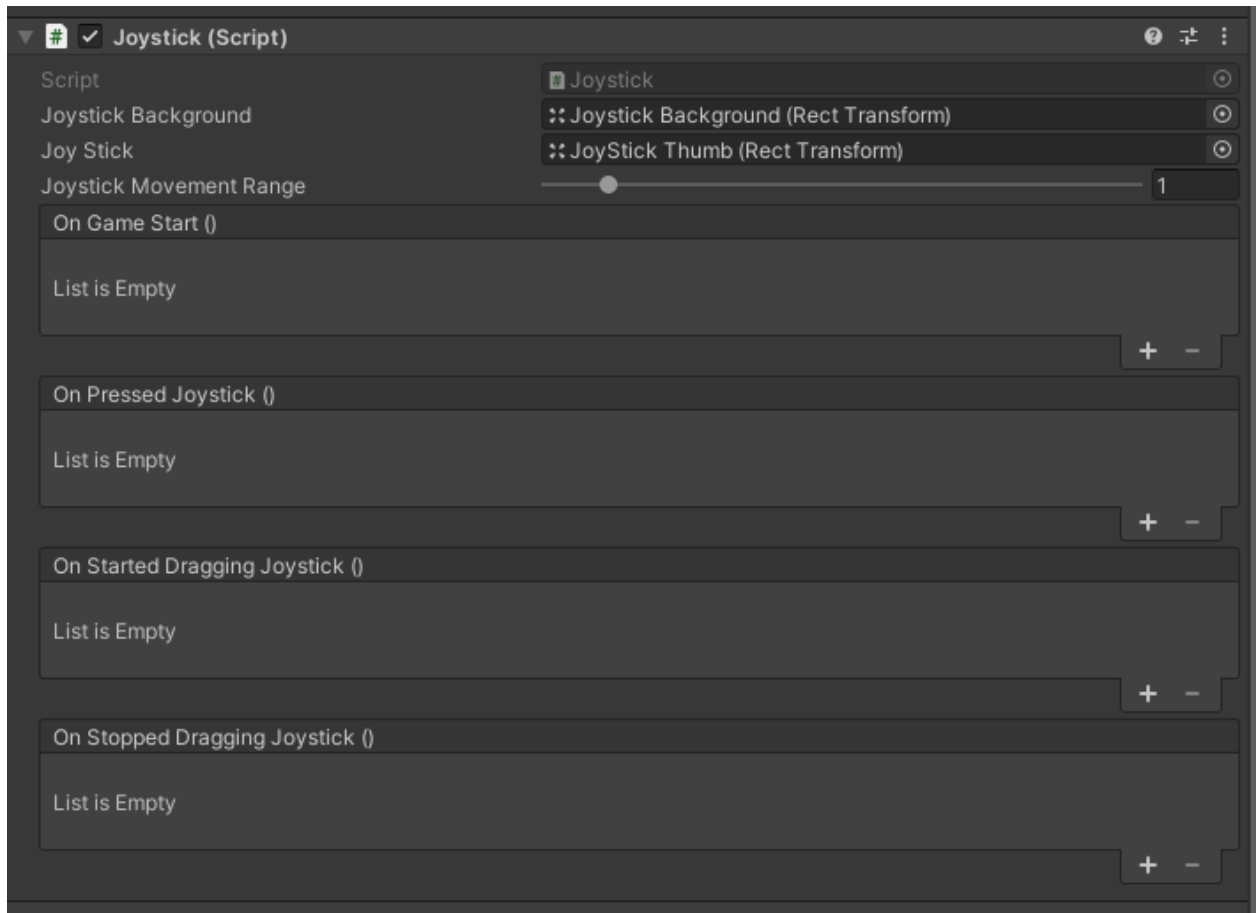 Joystick (Script)
Script Joystick
Joystick Background Joystick Background (Rect Transform)
Joy Stick JoyStick Thumb (Rect Transform)
Joystick Movement Range 1
On Game Start ()
List is Empty
On Pressed Joystick ()
List is Empty
On Started Dragging Joystick ()
List is Empty
On Stopped Dragging Joystick ()
List is Empty